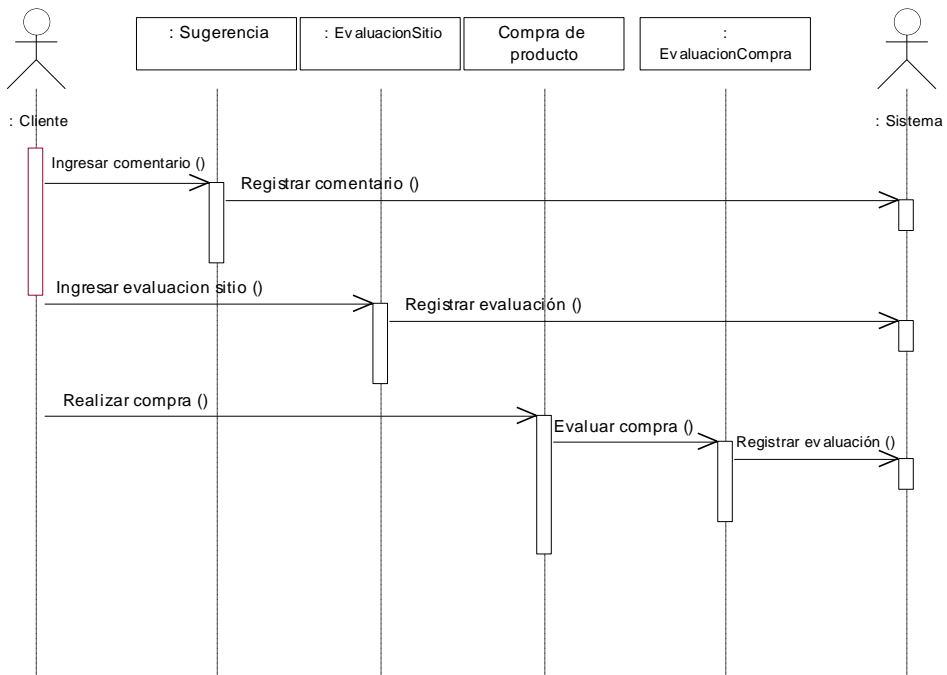 : Sugerencia
: EvaluacionSitio
Compra de
producto
:
EvaluacionCompra
: Cliente
: Sistema
Ingresar comentario ()
Registrar comentario ()
Ingresar evaluacion sitio ()
Registrar evaluación ()
Realizar compra ()
Evaluar compra ()
Registrar evaluación ()